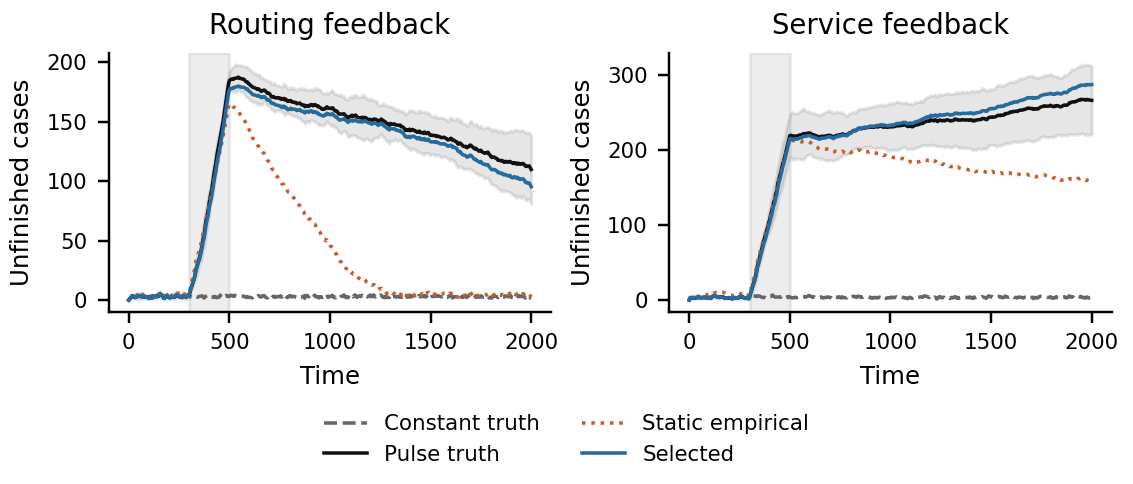 Routing feedback
Service feedback
Unfinished cases
200
150
100
50
0
0 500 1000 1500 2000
Time
Unfinished cases
300
200
100
0
0 500 1000 1500 2000
Time
Constant truth
Pulse truth
Static empirical
Selected